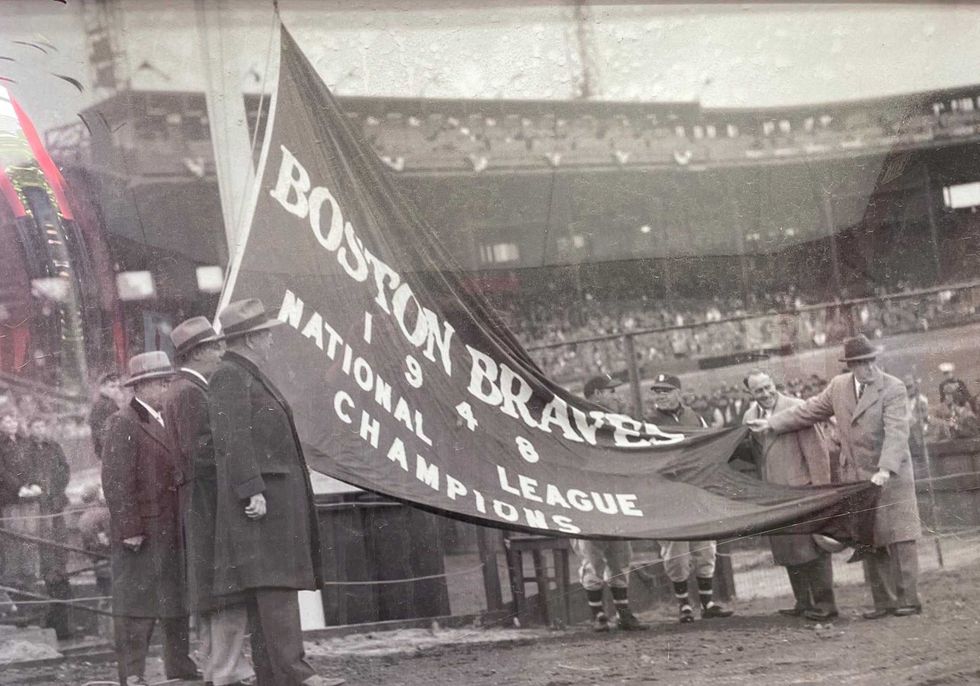 BOSTON BRAVES
1948
NATIONAL LEAGUE
CHAMPIONS